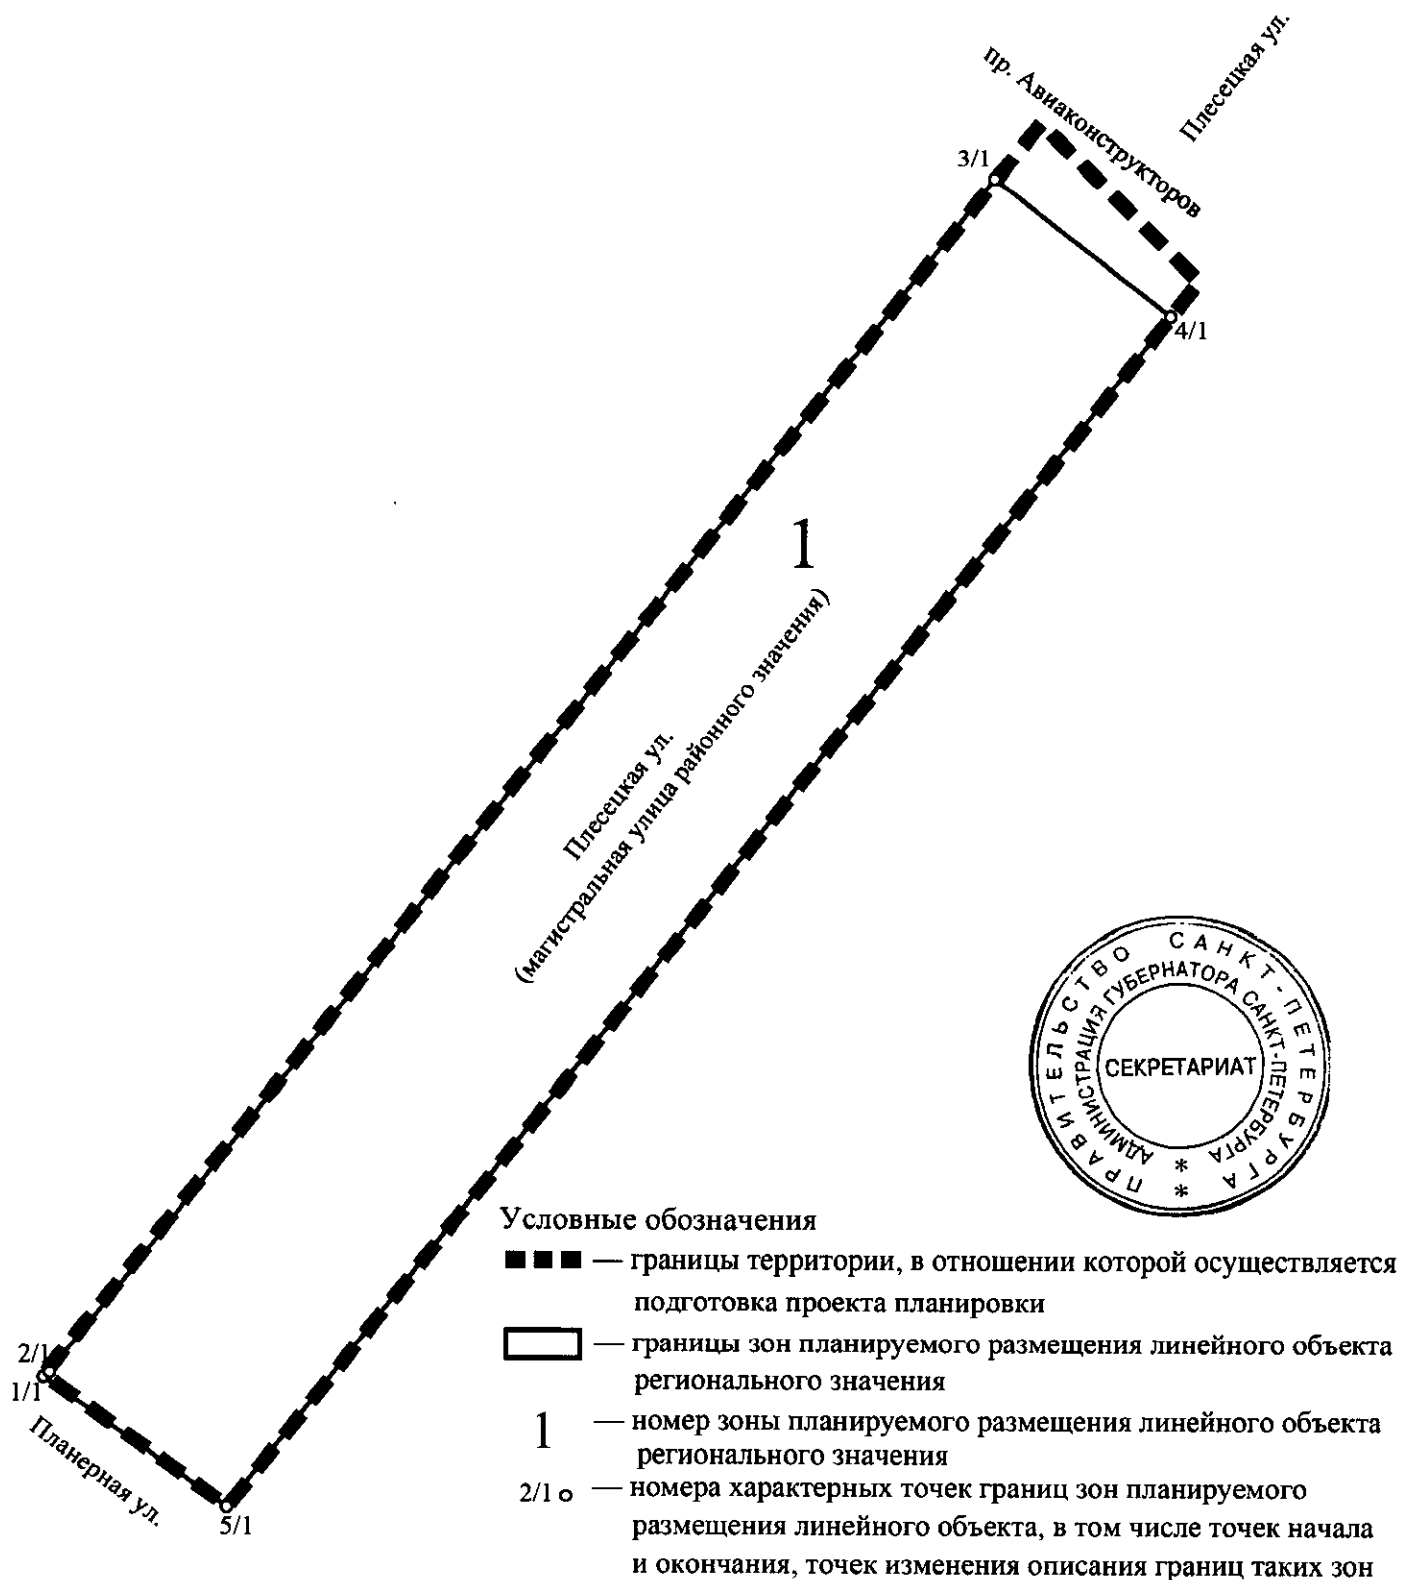 Плесецкая ул.
пр. Авиаконструкторов
3/1
4/1
1
Плесецкая ул.
(магистральная улица районного значения)
ПРАВИТЕЛЬСТВО САНКТ-ПЕТЕРБУРГА *
АДМИНИСТРАЦИЯ ГУБЕРНАТОРА САНКТ-ПЕТЕРБУРГА *
СЕКРЕТАРИАТ
2/1
1/1
Планерная ул.
5/1
Условные обозначения
— границы территории, в отношении которой осуществляется
подготовка проекта планировки
— границы зон планируемого размещения линейного объекта
регионального значения
1 — номер зоны планируемого размещения линейного объекта
регионального значения
2/1 — номера характерных точек границ зон планируемого
размещения линейного объекта, в том числе точек начала
и окончания, точек изменения описания границ таких зон